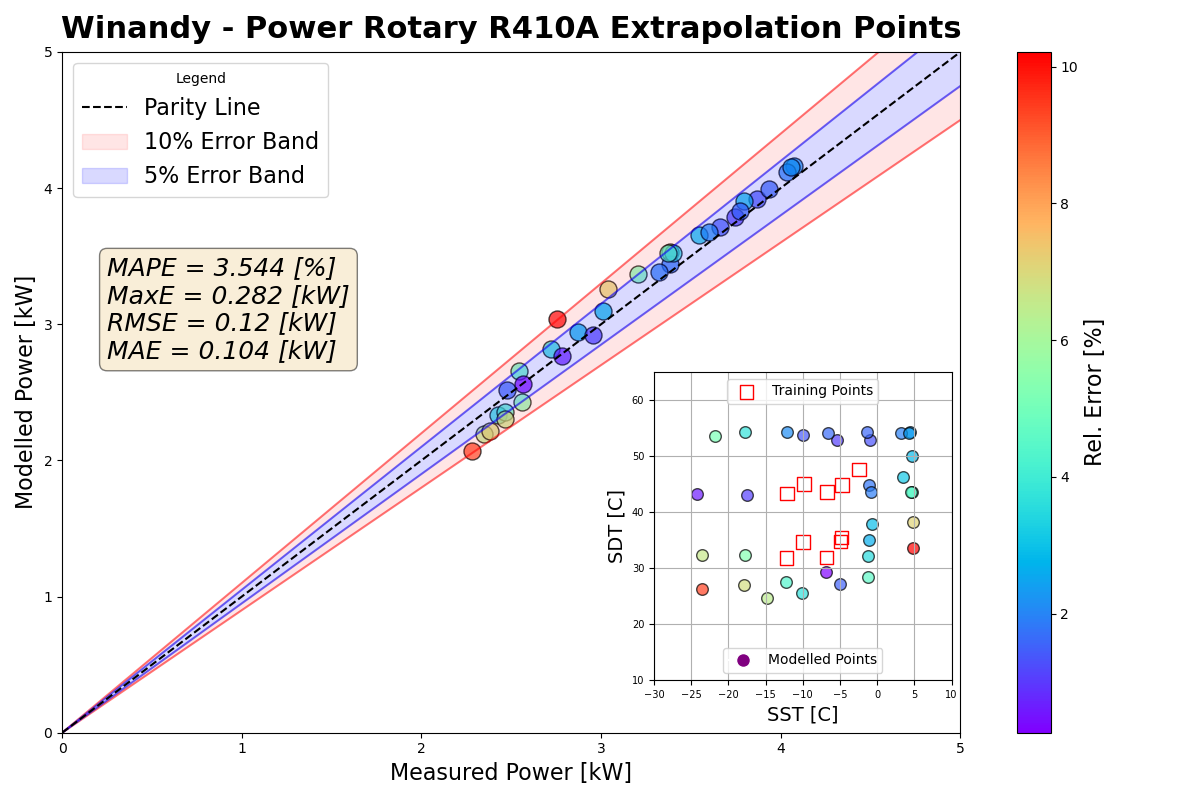 Winandy - Power Rotary R410A Extrapolation Points
Legend
Parity Line
10% Error Band
5% Error Band
MAPE = 3.544 [%]
MaxE = 0.282 [kW]
RMSE = 0.12 [kW]
MAE = 0.104 [kW]
5
4
3
2
1
0
Modelled Power [kW]
0 1 2 3 4 5
Measured Power [kW]
Training Points
Modelled Points
60
50
40
30
20
10
SDT [C]
−30 −25 −20 −15 −10 −5 0 5 10
SST [C]
10
8
6
4
2
Rel. Error [%]